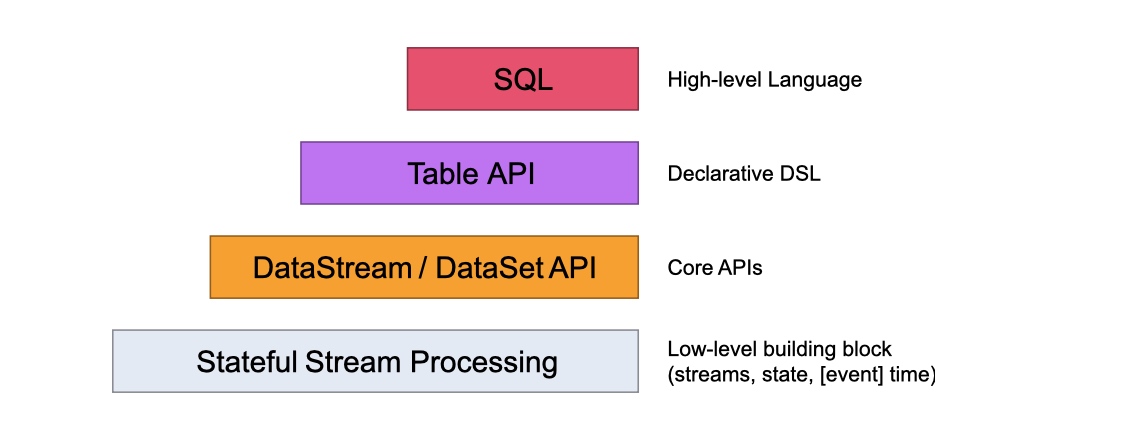 SQL
High-level Language
Table API
Declarative DSL
DataStream / DataSet API
Core APIs
Stateful Stream Processing
Low-level building block
(streams, state, [event] time)